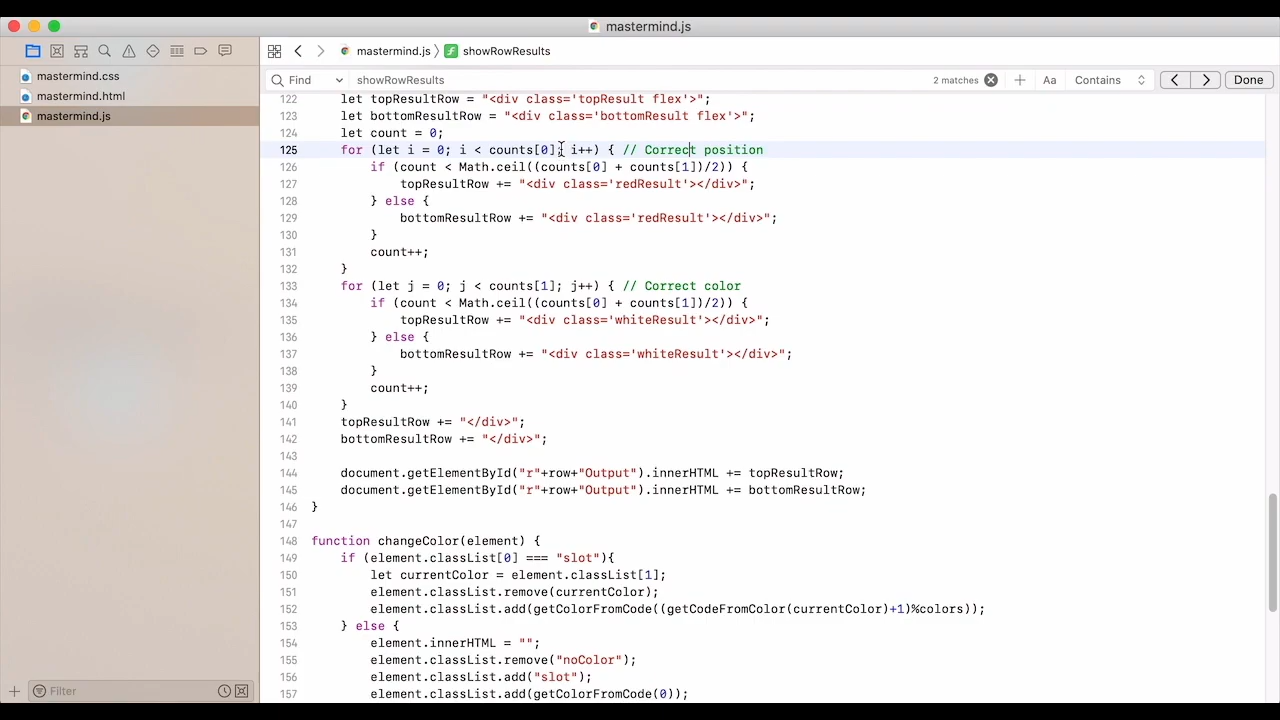 mastermind.js
mastermind.js 〉 showRowResults
Find showRowResults 2 matches Aa Contains Done
mastermind.css
mastermind.html
mastermind.js
122 let topResultRow = "<div class='topResult flex'>";
123 let bottomResultRow = "<div class='bottomResult flex'>";
124 let count = 0;
125 for (let i = 0; i < counts[0]; i++) { // Correct position
126 if (count < Math.ceil((counts[0] + counts[1])/2)) {
127 topResultRow += "<div class='redResult'></div>";
128 } else {
129 bottomResultRow += "<div class='redResult'></div>";
130 }
131 count++;
132 }
133 for (let j = 0; j < counts[1]; j++) { // Correct color
134 if (count < Math.ceil((counts[0] + counts[1])/2)) {
135 topResultRow += "<div class='whiteResult'></div>";
136 } else {
137 bottomResultRow += "<div class='whiteResult'></div>";
138 }
139 count++;
140 }
141 topResultRow += "</div>";
142 bottomResultRow += "</div>";
143
144 document.getElementById("r"+row+"Output").innerHTML += topResultRow;
145 document.getElementById("r"+row+"Output").innerHTML += bottomResultRow;
146 }
147
148 function changeColor(element) {
149 if (element.classList[0] === "slot"){
150 let currentColor = element.classList[1];
151 element.classList.remove(currentColor);
152 element.classList.add(getColorFromCode((getCodeFromColor(currentColor)+1)%colors));
153 } else {
154 element.innerHTML = "";
155 element.classList.remove("noColor");
156 element.classList.add("slot");
157 element.classList.add(getColorFromCode(0));
Filter